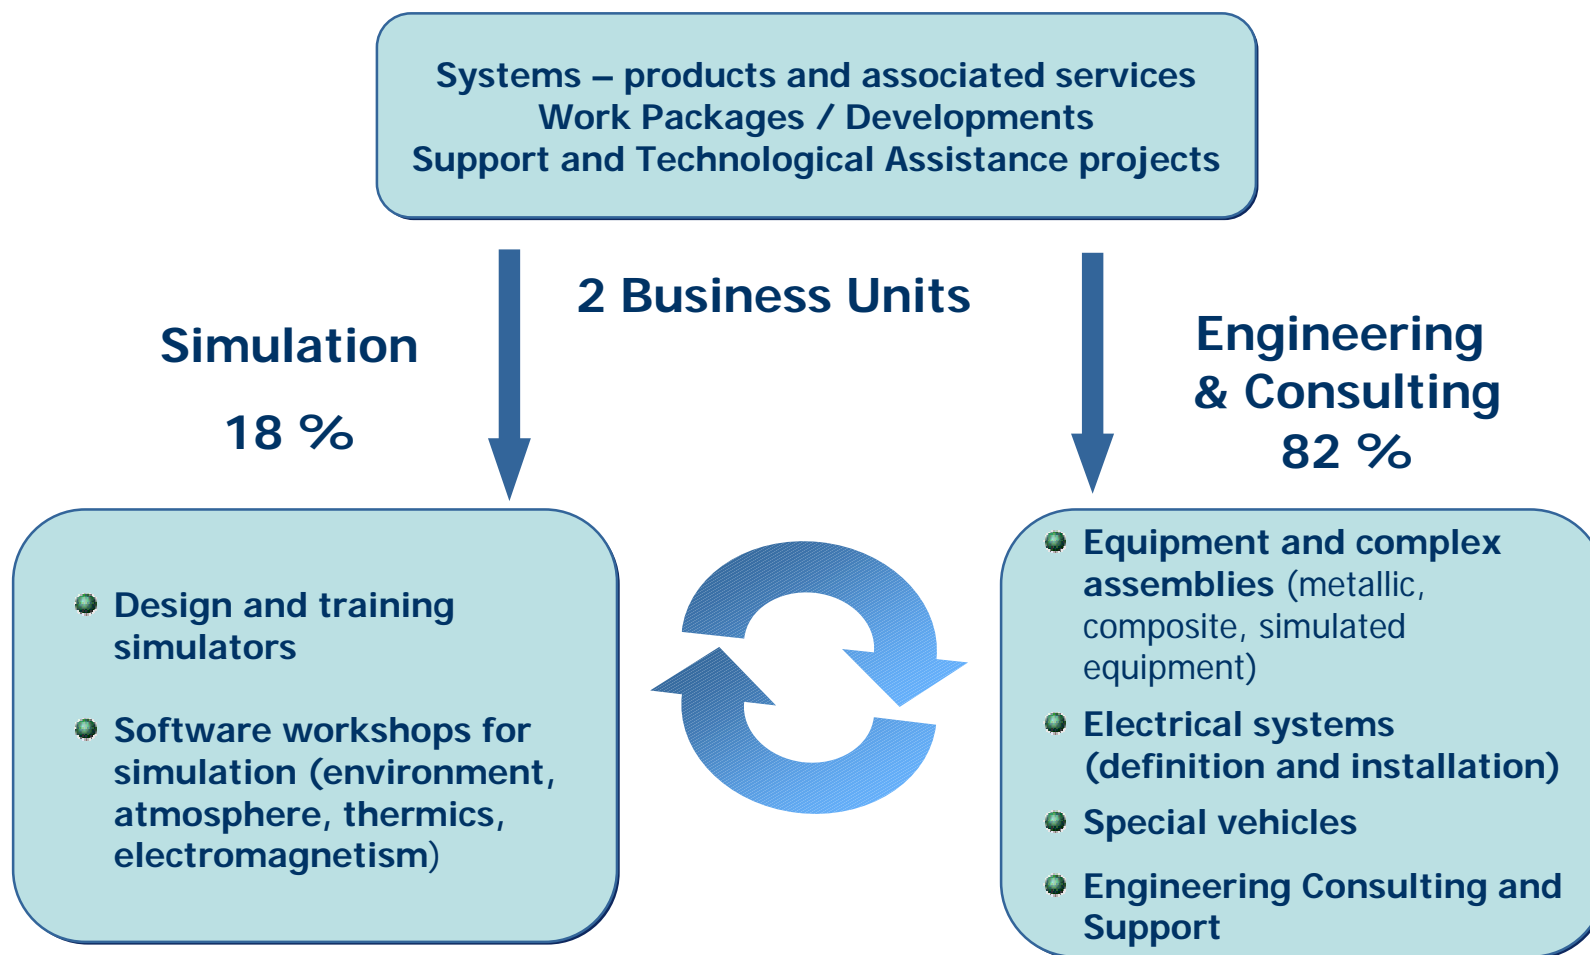 Systems – products and associated services
Work Packages / Developments
Support and Technological Assistance projects
2 Business Units
Simulation
18 %
Engineering
& Consulting
82 %
Design and training
simulators
Software workshops for
simulation (environment,
atmosphere, thermics,
electromagnetism)
Equipment and complex
assemblies (metallic,
composite, simulated
equipment)
Electrical systems
(definition and installation)
Special vehicles
Engineering Consulting and
Support